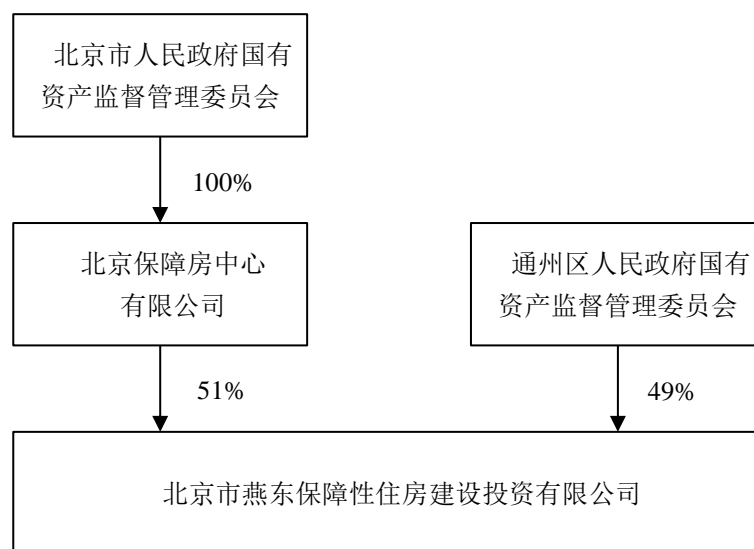 北京市人民政府国有
资产监督管理委员会
100%
北京保障房中心
有限公司
通州区人民政府国有
资产监督管理委员会
51%
49%
北京市燕东保障性住房建设投资有限公司